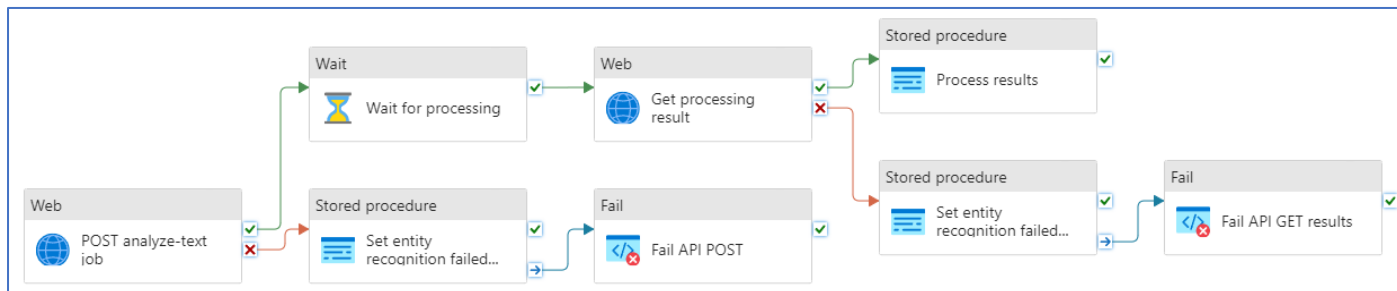 Stored procedure
Process results
Wait
Wait for processing
Web
Get processing
result
Stored procedure
Set entity
recognition failed...
Fail
Fail API GET results
Web
POST analyze-text
job
Stored procedure
Set entity
recognition failed...
Fail
Fail API POST